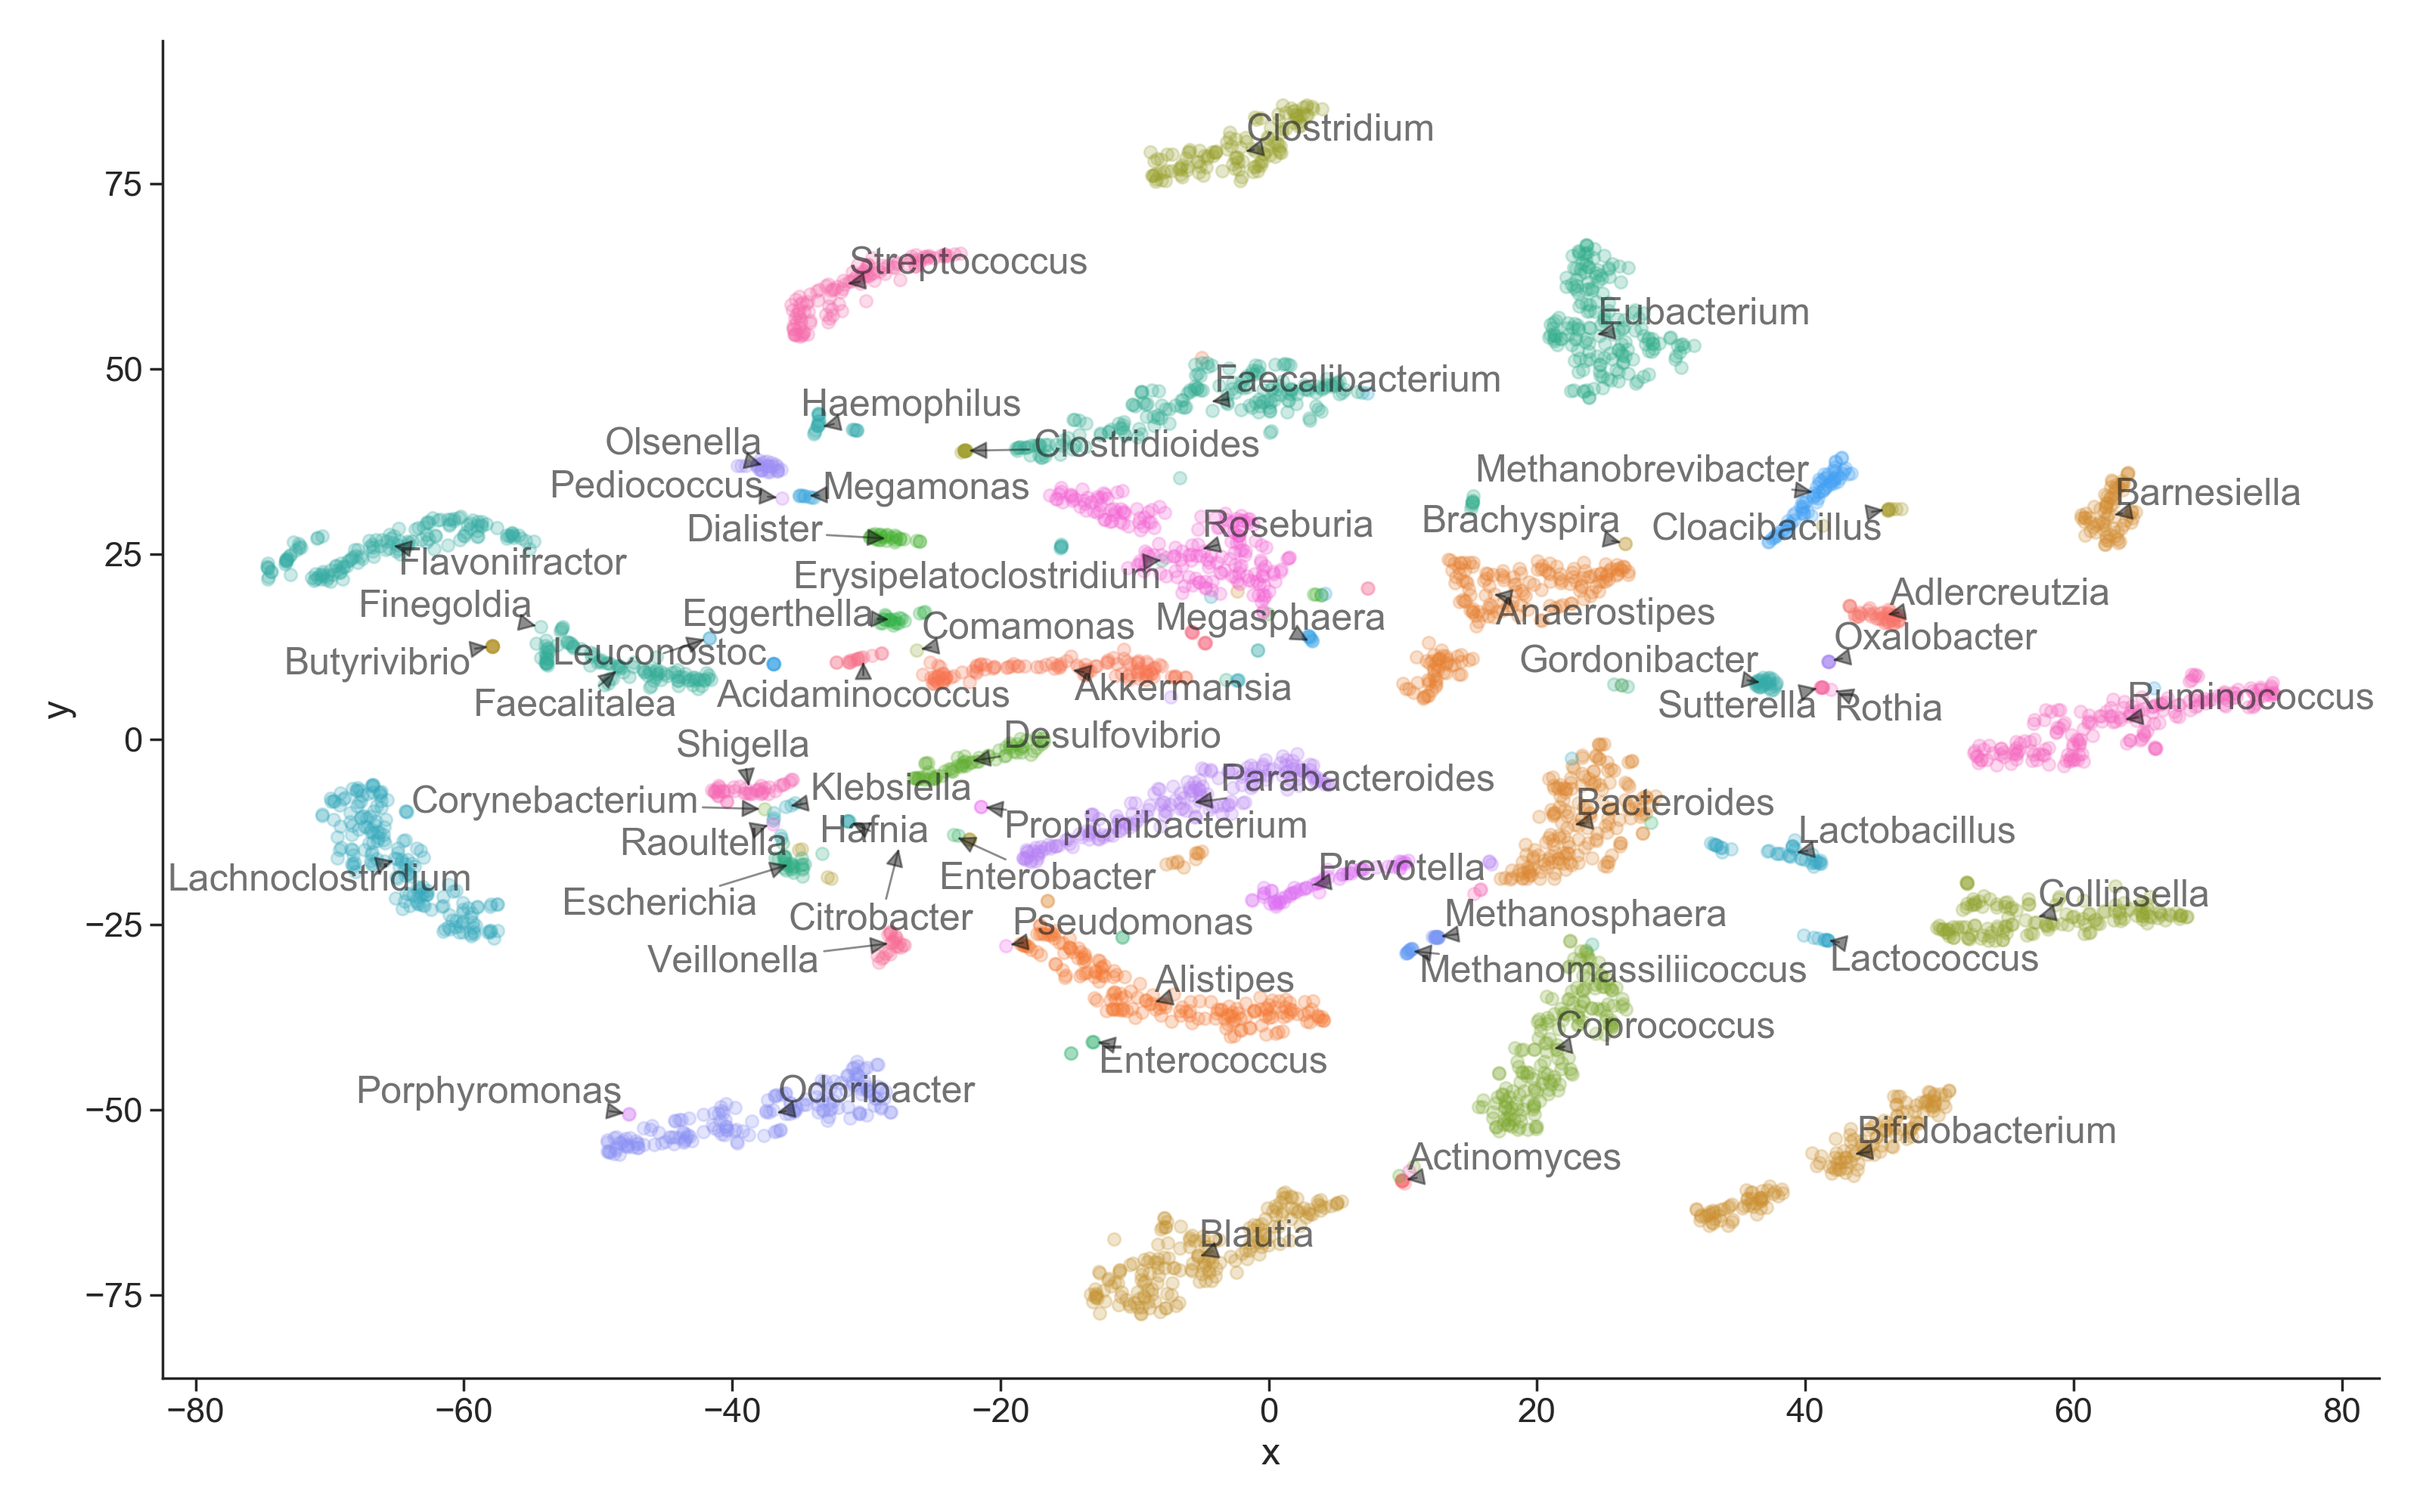 Clostridium
75
Streptococcus
Eubacterium
50
Faecalibacterium
Haemophilus
Olsenella
Clostridioides
Methanobrevibacter
Pediococcus
Megamonas
Barnesiella
Dialister
Roseburia
Brachyspira
Cloacibacillus
25
Flavonifractor
Erysipelatoclostridium
Finegoldia
Eggerthella
Megasphaera
Anaerostipes
Adlercreutzia
Comamonas
Oxalobacter
Butyrivibrio
Leuconostoc
Gordonibacter
Faecalitalea
Acidaminococcus
Akkermansia
Sutterella
Rothia
Ruminococcus
y
0
Shigella
Desulfovibrio
Corynebacterium
Klebsiella
Parabacteroides
Bacteroides
Raoultella
Hafnia
Propionibacterium
Lactobacillus
Lachnoclostridium
Enterobacter
Prevotella
Escherichia
Citrobacter
Collinsella
−25
Pseudomonas
Methanosphaera
Veillonella
Methanomassiliicoccus
Lactococcus
Alistipes
Coprococcus
Enterococcus
Porphyromonas
Odoribacter
−50
Bifidobacterium
Actinomyces
Blautia
−75
−80 −60 −40 −20 0 20 40 60 80
x